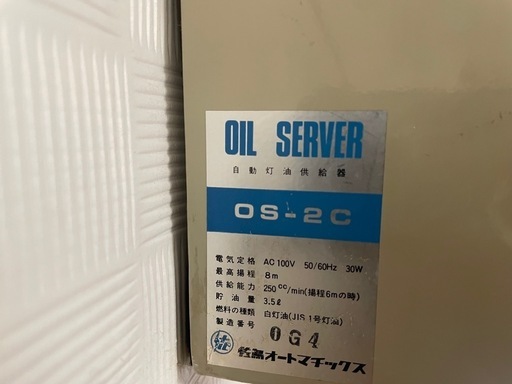 OIL SERVER
自動灯油供給器
OS-2C
電気定格 AC100V 50/60Hz 30W
最高揚程 8m
供給能力 250cc/min(揚程6mの時)
貯油量 3.5ℓ
燃料の種類 白灯油(JIS 1号灯油)
製造番号 0G4
オートマチックス